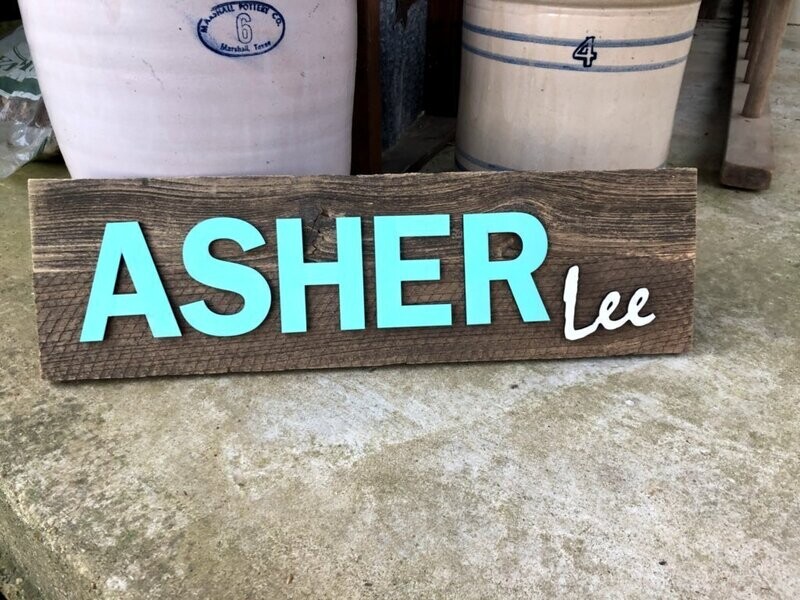 MARSHALL POTTERY CO.
6
Marshall, Texas
4
ASHER Lee